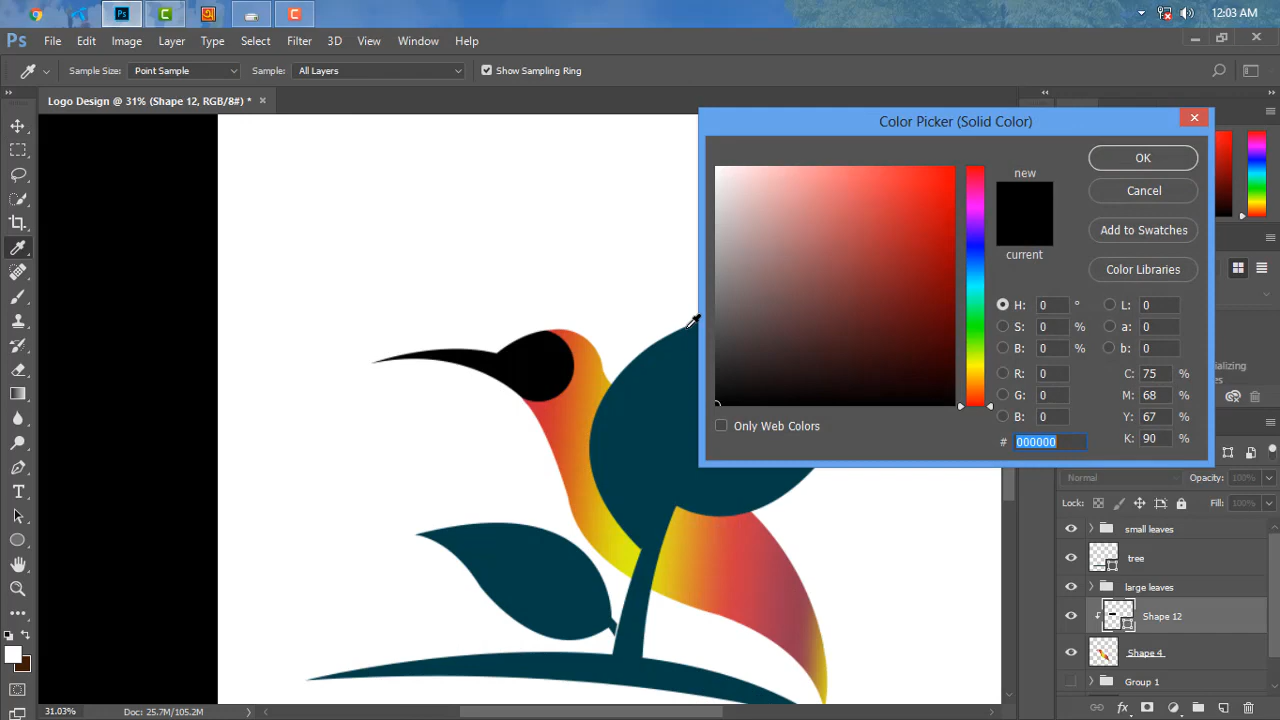 12:03 AM
Ps File Edit Image Layer Type Select Filter 3D View Window Help
Sample Size: Point Sample Sample: All Layers Show Sampling Ring
Logo Design @ 31% (Shape 12, RGB/8#) *
Color Picker (Solid Color)
new
current
OK
Cancel
Add to Swatches
Color Libraries
H: 0 ° L: 0
S: 0 % a: 0
B: 0 % b: 0
R: 0 C: 75 %
G: 0 M: 68 %
B: 0 Y: 67 %
# 000000 K: 90 %
Only Web Colors
Normal Opacity: 100%
Lock: Fill: 100%
small leaves
tree
large leaves
Shape 12
Shape 4
Group 1
31.03% Doc: 25.7M/105.2M